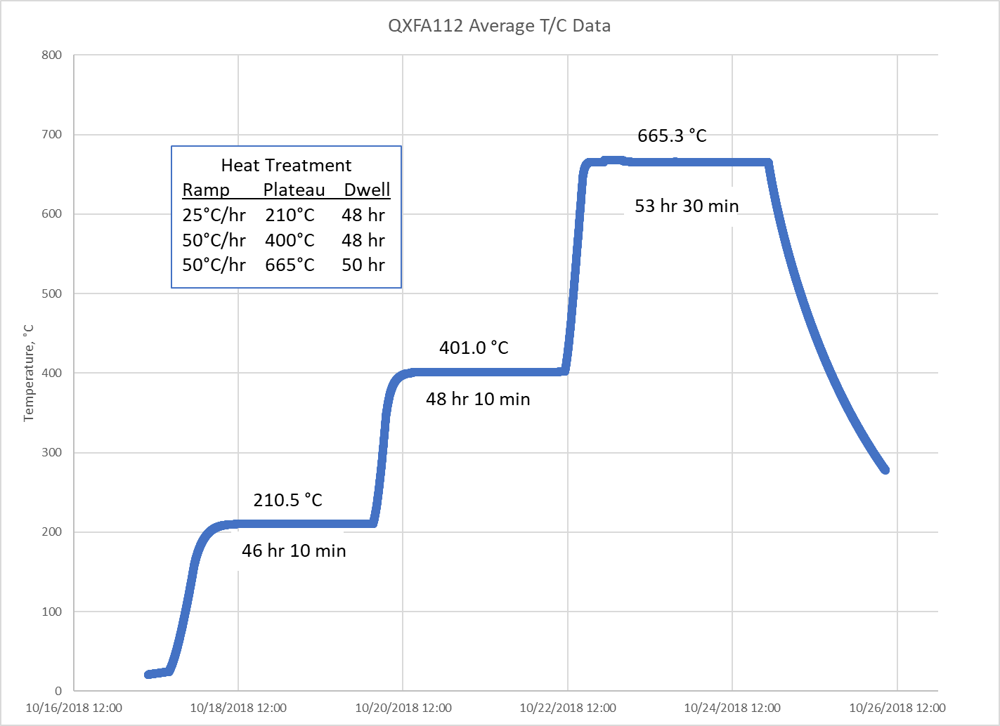 QXFA112 Average T/C Data
800
700
600
500
400
300
200
100
0
Temperature, °C
Heat Treatment
Ramp Plateau Dwell
25°C/hr 210°C 48 hr
50°C/hr 400°C 48 hr
50°C/hr 665°C 50 hr
665.3 °C
53 hr 30 min
401.0 °C
48 hr 10 min
210.5 °C
46 hr 10 min
10/16/2018 12:00 10/18/2018 12:00 10/20/2018 12:00 10/22/2018 12:00 10/24/2018 12:00 10/26/2018 12:00